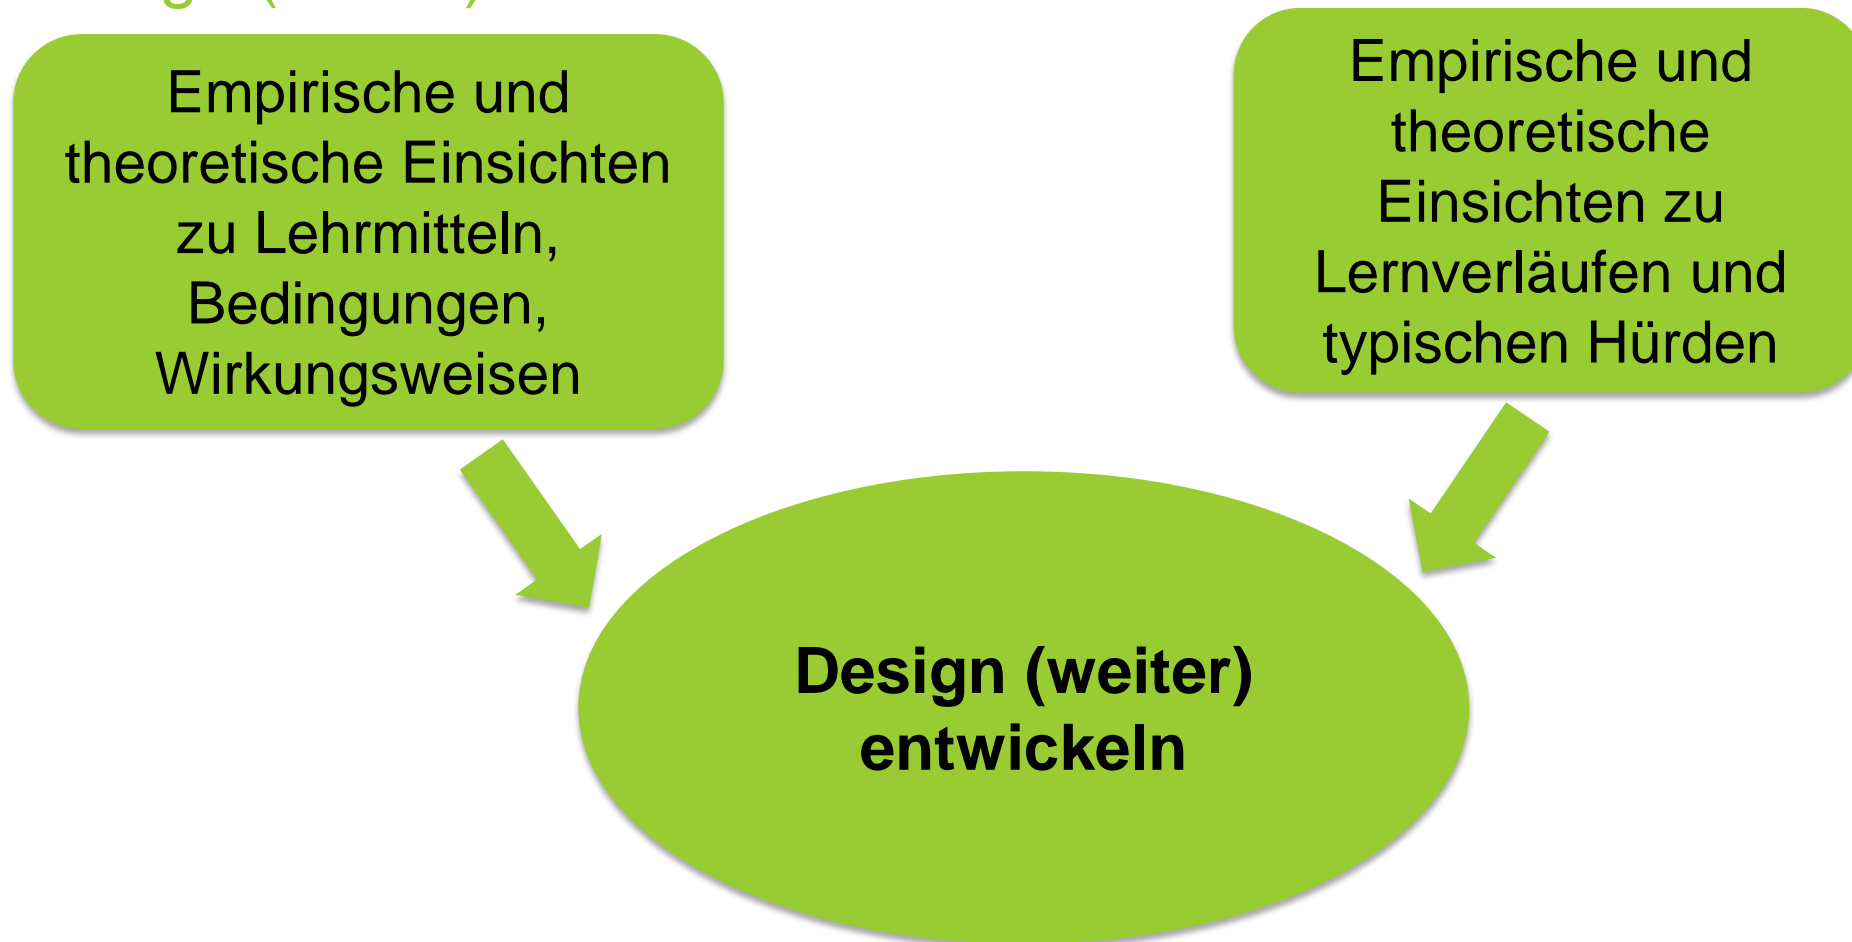 Empirische und
theoretische Einsichten
zu Lehrmitteln,
Bedingungen,
Wirkungsweisen
Empirische und
theoretische
Einsichten zu
Lernverläufen und
typischen Hürden
Design (weiter)
entwickeln